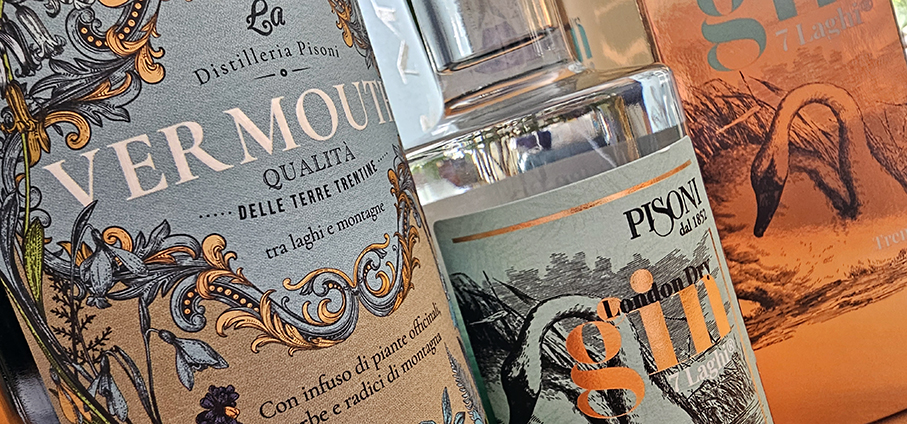 La
Distilleria Pisoni
VERMOUTH
QUALITÀ
DELLE TERRE TRENTINE
tra laghi e montagne
Con infuso di piante officinali,
erbe e radici di montagna
PISONI
dal 1852
London Dry
gin
7 Laghi
gin
7 Laghi